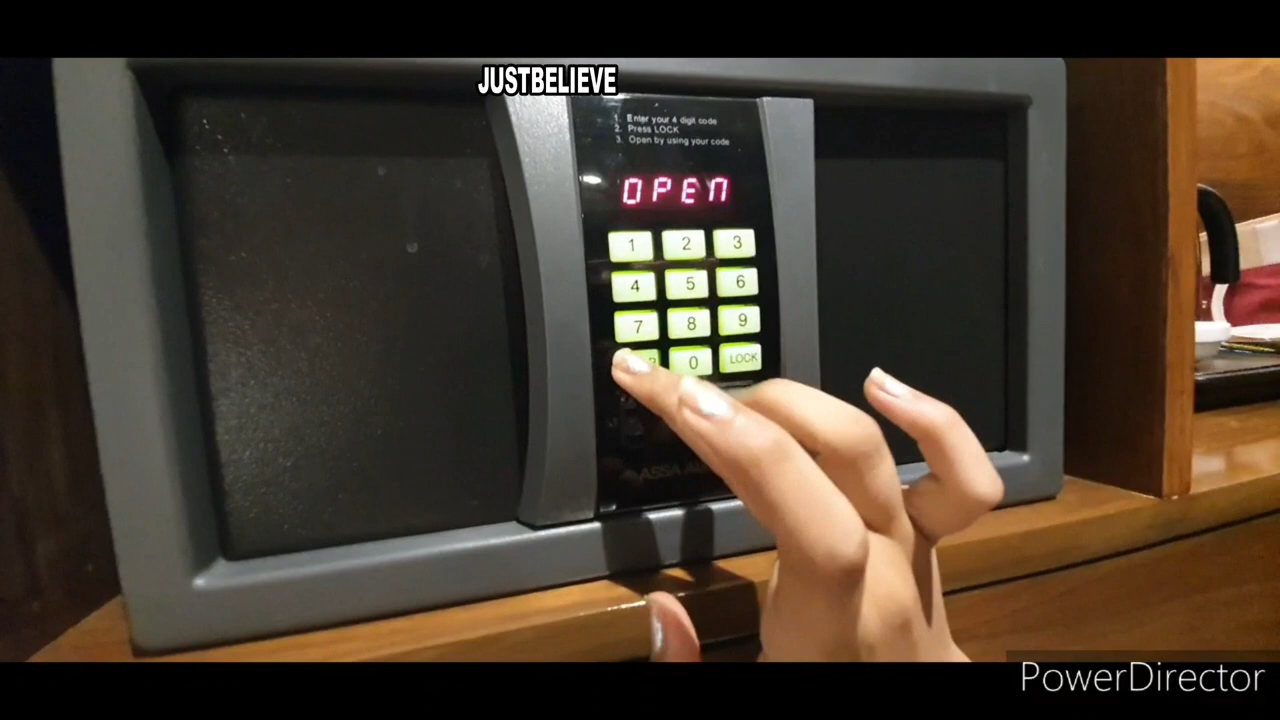 JUSTBELIEVE
1. Enter your 4 digit code
2. Press LOCK
3. Open by using your code
OPEN
1 2 3
4 5 6
7 8 9
? 0 LOCK
ASSA
PowerDirector